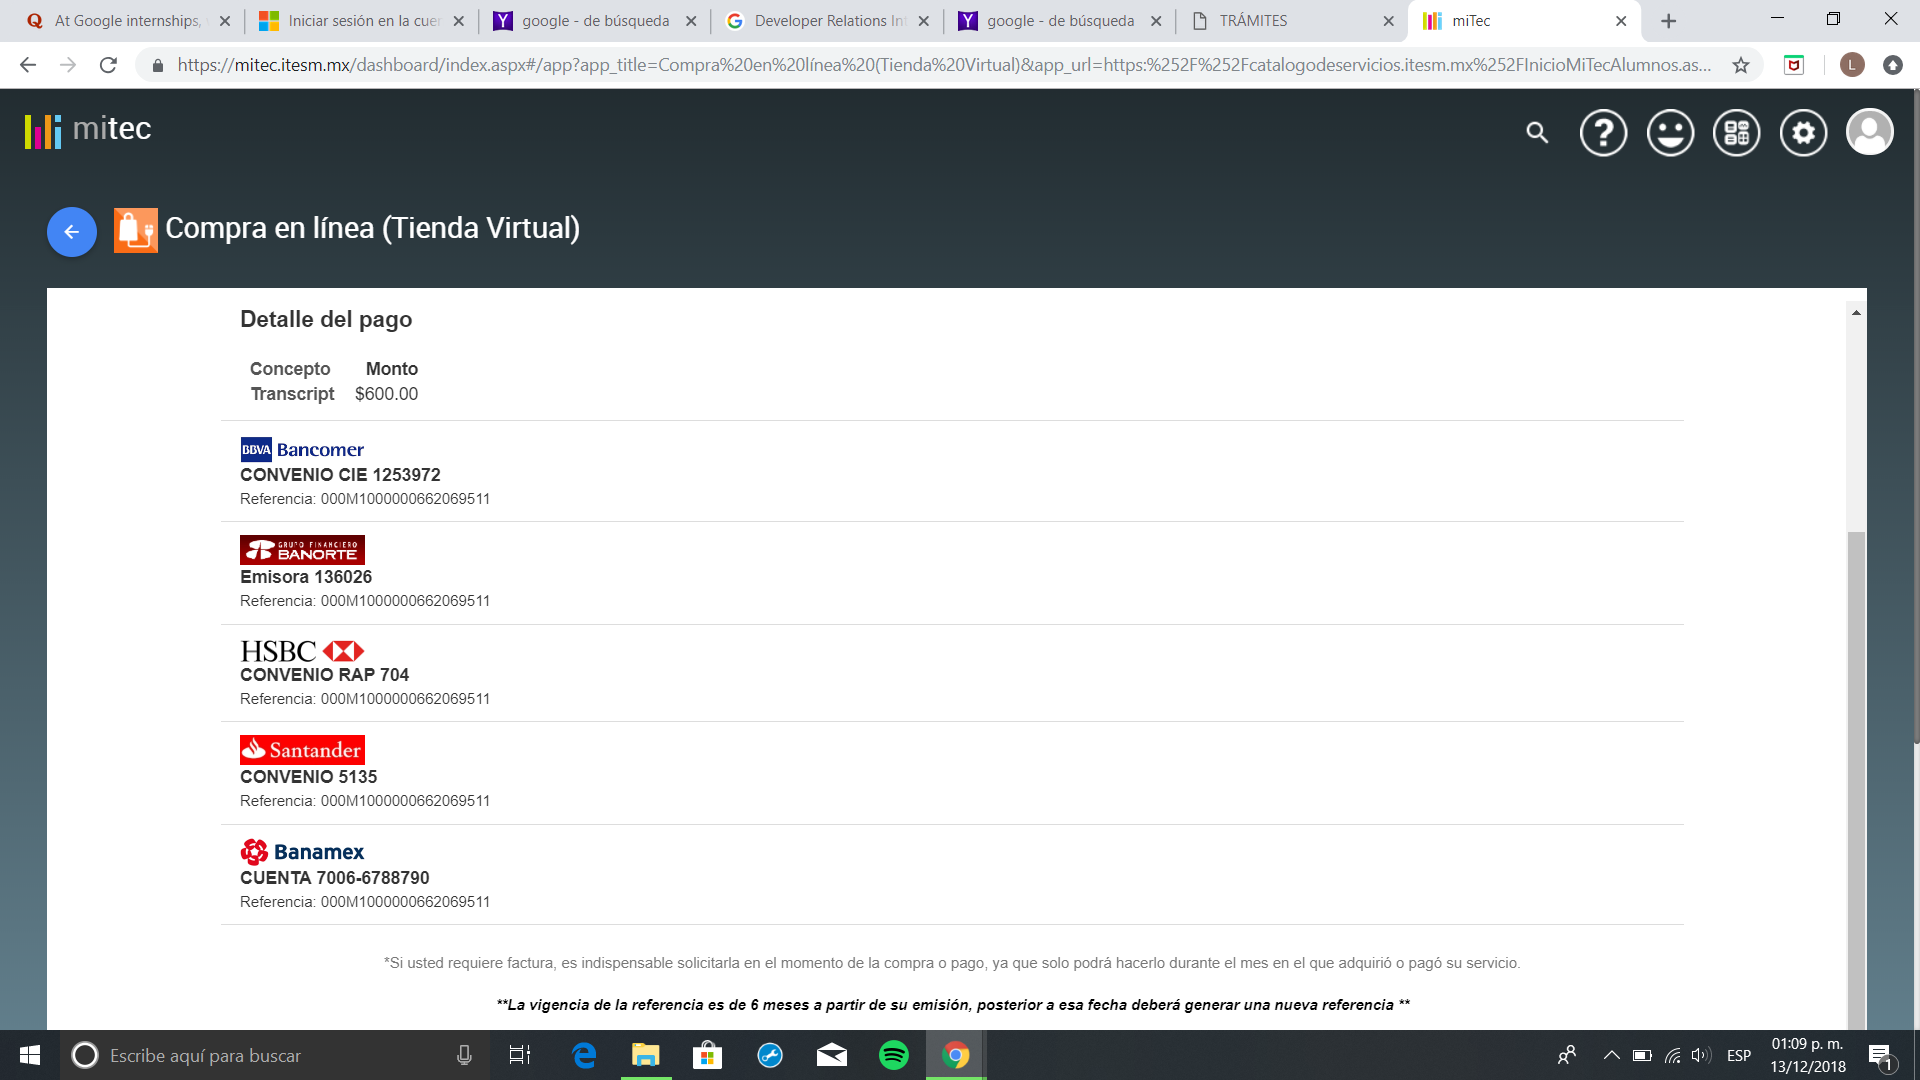 At Google internships,
Iniciar sesión en la cuen
google - de búsqueda
Developer Relations Int
google - de búsqueda
TRÁMITES
miTec
https://mitec.itesm.mx/dashboard/index.aspx#/app?app_title=Compra%20en%20línea%20(Tienda%20Virtual)&app_url=https:%252F%252Fcatalogodeservicios.itesm.mx%252FInicioMiTecAlumnos.as...
L
mitec
Compra en línea (Tienda Virtual)
Detalle del pago
Concepto Monto
Transcript $600.00
BBVA Bancomer
CONVENIO CIE 1253972
Referencia: 000M1000000662069511
GRUPO FINANCIERO
BANORTE
Emisora 136026
Referencia: 000M1000000662069511
HSBC
CONVENIO RAP 704
Referencia: 000M1000000662069511
Santander
CONVENIO 5135
Referencia: 000M1000000662069511
Banamex
CUENTA 7006-6788790
Referencia: 000M1000000662069511
*Si usted requiere factura, es indispensable solicitarla en el momento de la compra o pago, ya que solo podrá hacerlo durante el mes en el que adquirió o pagó su servicio.
**La vigencia de la referencia es de 6 meses a partir de su emisión, posterior a esa fecha deberá generar una nueva referencia **
Escribe aquí para buscar
ESP
01:09 p. m.
13/12/2018
1